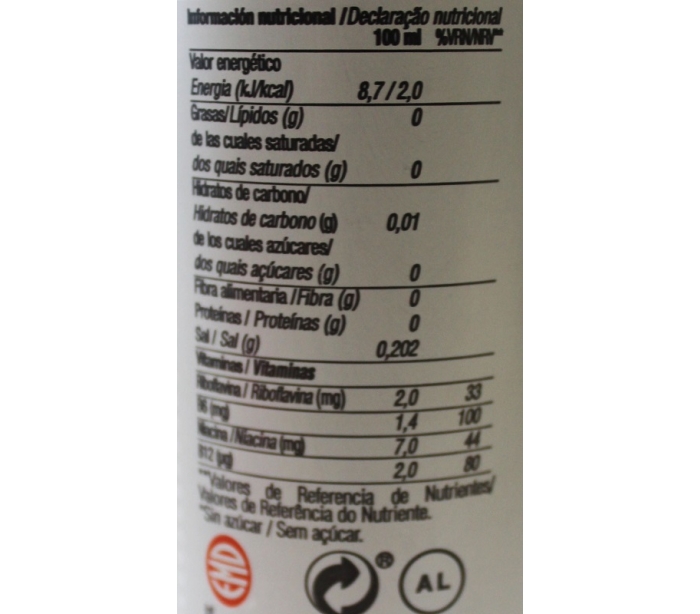 Información nutricional / Declaração nutricional
100 ml %VRN/NRV**
Valor energético
Energia (kJ/kcal) 8,7 / 2,0
Grasas/ Lípidos (g) 0
de las cuales saturadas/
dos quais saturados (g) 0
Hidratos de carbono/
Hidratos de carbono (g) 0,01
de los cuales azúcares/
dos quais açúcares (g) 0
Fibra alimentaria / Fibra (g) 0
Proteínas / Proteínas (g) 0
Sal / Sal (g) 0,202
Vitaminas / Vitaminas
Riboflavina / Riboflavina (mg) 2,0 33
B6 (mg) 1,4 100
Niacina / Niacina (mg) 7,0 44
B12 (µg) 2,0 80
**Valores de Referencia de Nutrientes/
Valores de Referência do Nutriente.
*Sin azúcar / Sem açúcar.
EMD
® AL